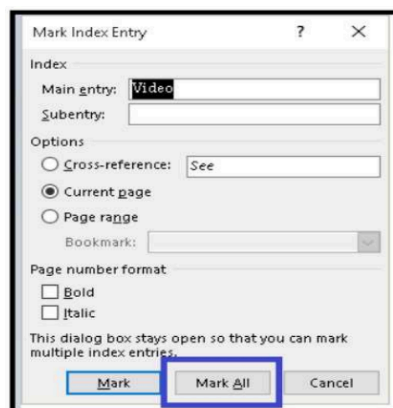 Mark Index Entry ? ×
Index
Main entry: Video
Subentry:
Options
Cross-reference: See
Current page
Page range
Bookmark:
Page number format
Bold
Italic
This dialog box stays open so that you can mark
multiple index entries.
Mark Mark All Cancel